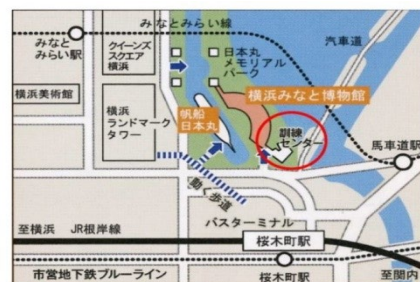 みなとみらい線
みなと
みらい駅
クイーンズ
スクエア
横浜
日本丸
メモリアル
パーク
汽車道
横浜美術館
横浜
ランドマーク
タワー
帆船
日本丸
横浜みなと博物館
訓練
センター
馬車道駅
動く歩道
バスターミナル
至横浜 JR根岸線
桜木町駅
市営地下鉄ブルーライン
桜木町駅
至関内